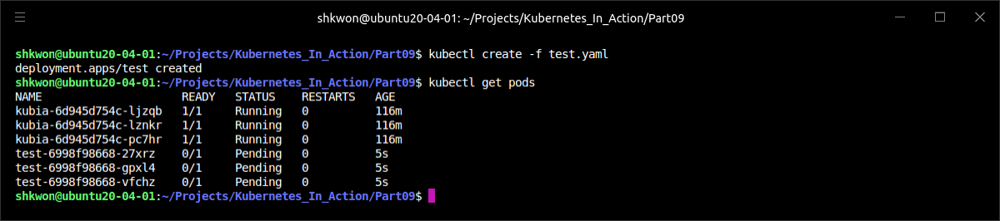 shkwon@ubuntu20-04-01: ~/Projects/Kubernetes_In_Action/Part09
shkwon@ubuntu20-04-01:~/Projects/Kubernetes_In_Action/Part09$ kubectl create -f test.yaml
deployment.apps/test created
shkwon@ubuntu20-04-01:~/Projects/Kubernetes_In_Action/Part09$ kubectl get pods
NAME                     READY   STATUS    RESTARTS   AGE
kubia-6d945d754c-ljzqb   1/1     Running   0          116m
kubia-6d945d754c-lznkr   1/1     Running   0          116m
kubia-6d945d754c-pc7hr   1/1     Running   0          116m
test-6998f98668-27xrz    0/1     Pending   0          5s
test-6998f98668-gpxl4    0/1     Pending   0          5s
test-6998f98668-vfchz    0/1     Pending   0          5s
shkwon@ubuntu20-04-01:~/Projects/Kubernetes_In_Action/Part09$